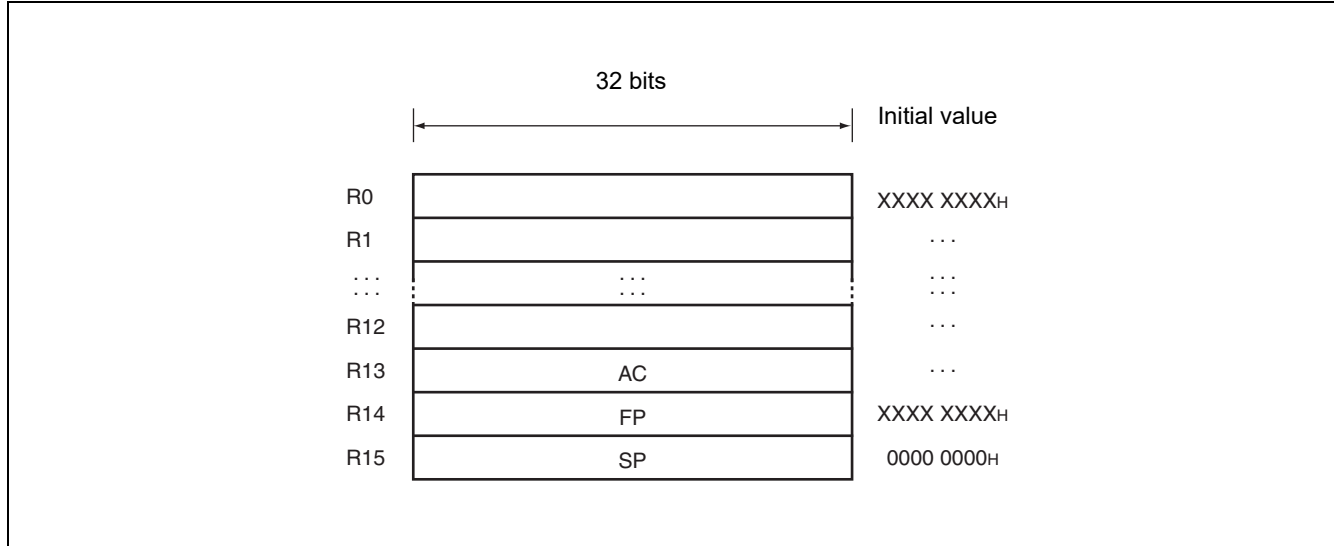 32 bits
Initial value
R0 XXXX XXXXH
R1 ...
... ... ...
... ... ...
R12 ...
R13 AC ...
R14 FP XXXX XXXXH
R15 SP 0000 0000H